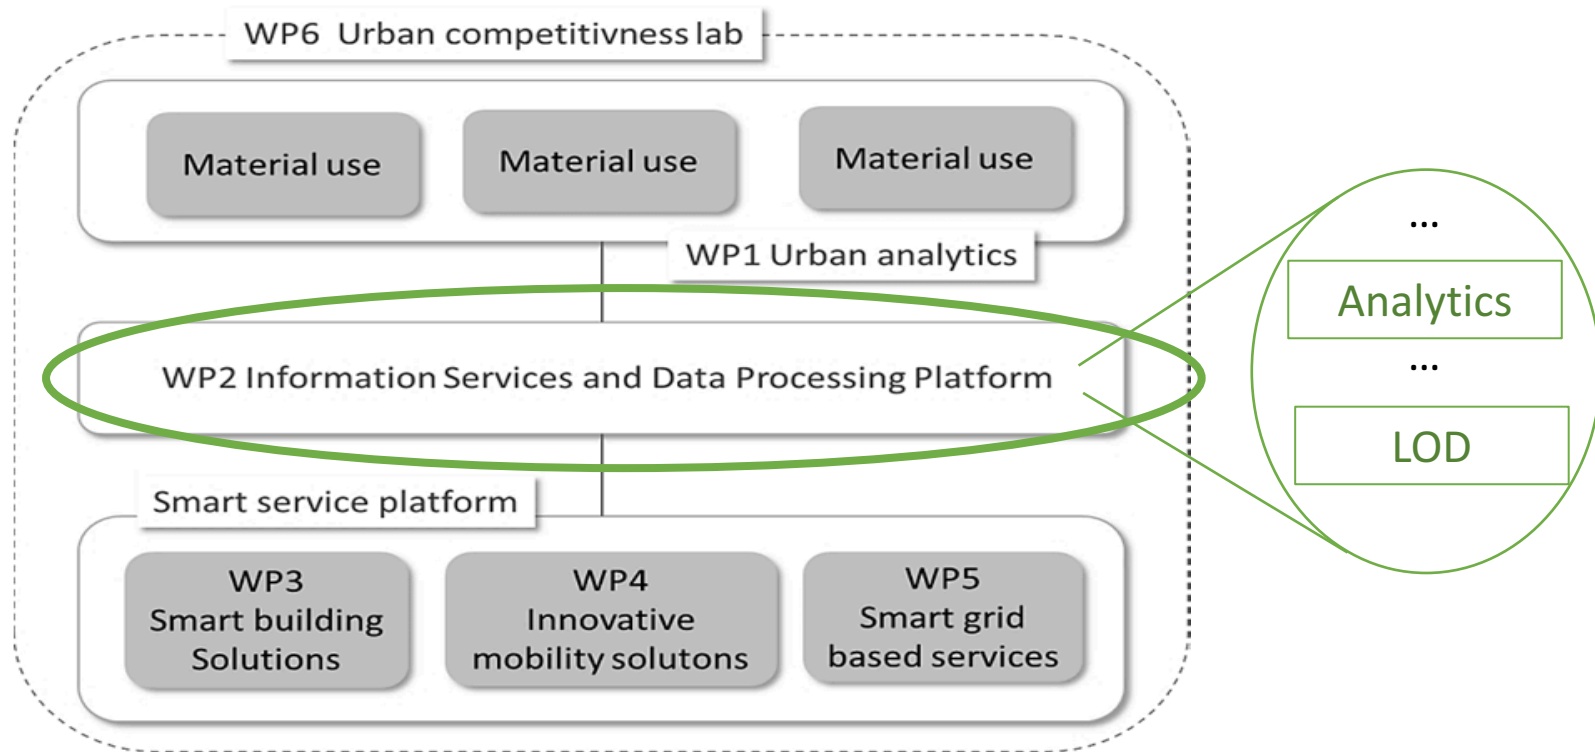 WP6 Urban competitivness lab
Material use
Material use
Material use
WP1 Urban analytics
WP2 Information Services and Data Processing Platform
Smart service platform
WP3
Smart building
Solutions
WP4
Innovative
mobility solutons
WP5
Smart grid
based services
...
Analytics
...
LOD